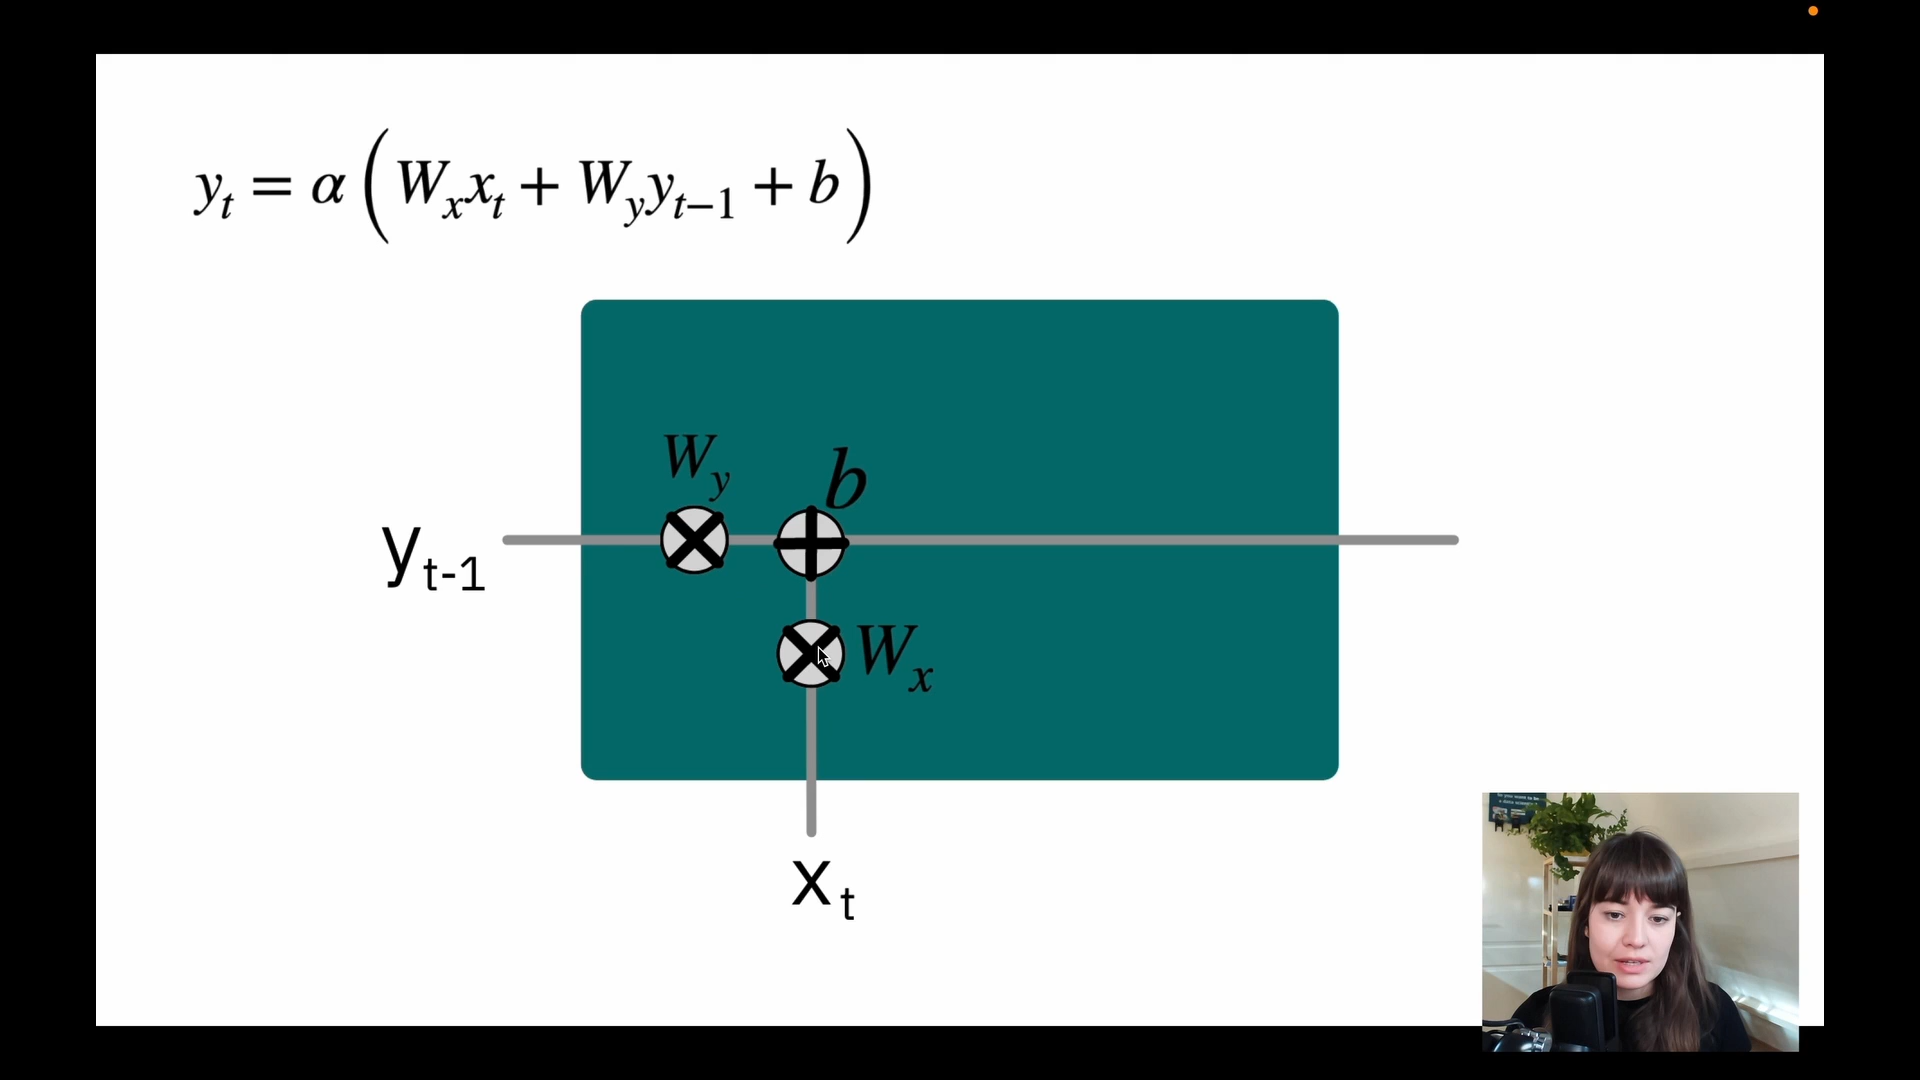 y_t = α ( W_x x_t + W_y y_{t−1} + b )
W_y
b
y_{t-1}
W_x
x_t